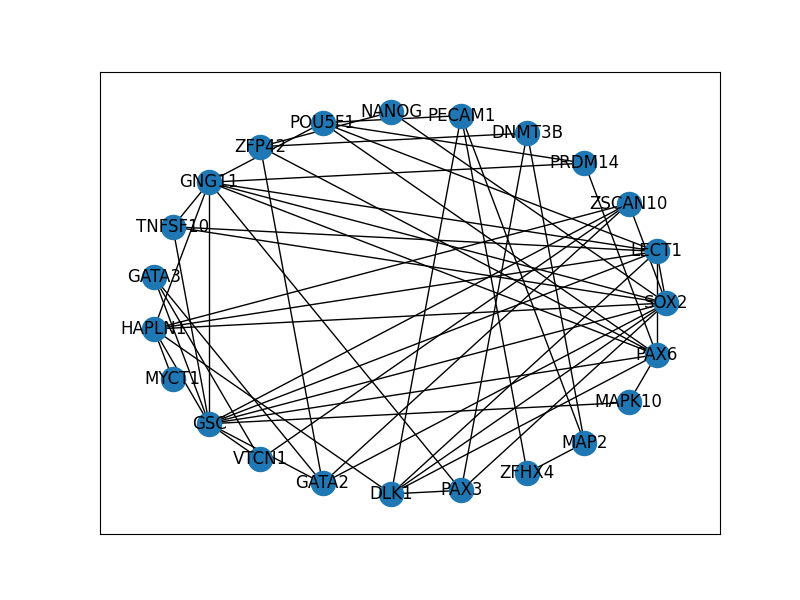 NANOG
PECAM1
POU5F1
DNMT3B
ZFP42
PRDM14
GNG11
ZSCAN10
TNFSF10
LECT1
GATA3
SOX2
HAPLN1
PAX6
MYCT1
MAPK10
GSC
MAP2
VTCN1
ZFHX4
GATA2
PAX3
DLK1